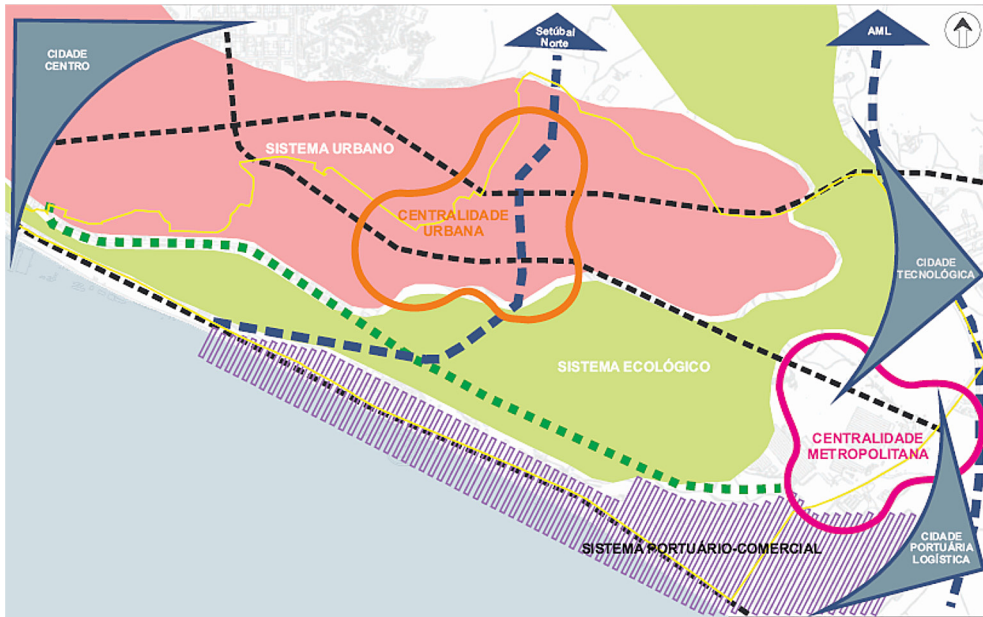 Setúbal
Norte
AML
CIDADE
CENTRO
SISTEMA URBANO
CENTRALIDADE
URBANA
CIDADE
TECNOLÓGICA
SISTEMA ECOLÓGICO
CENTRALIDADE
METROPOLITANA
SISTEMA PORTUÁRIO-COMERCIAL
CIDADE
PORTUÁRIA
LOGÍSTICA